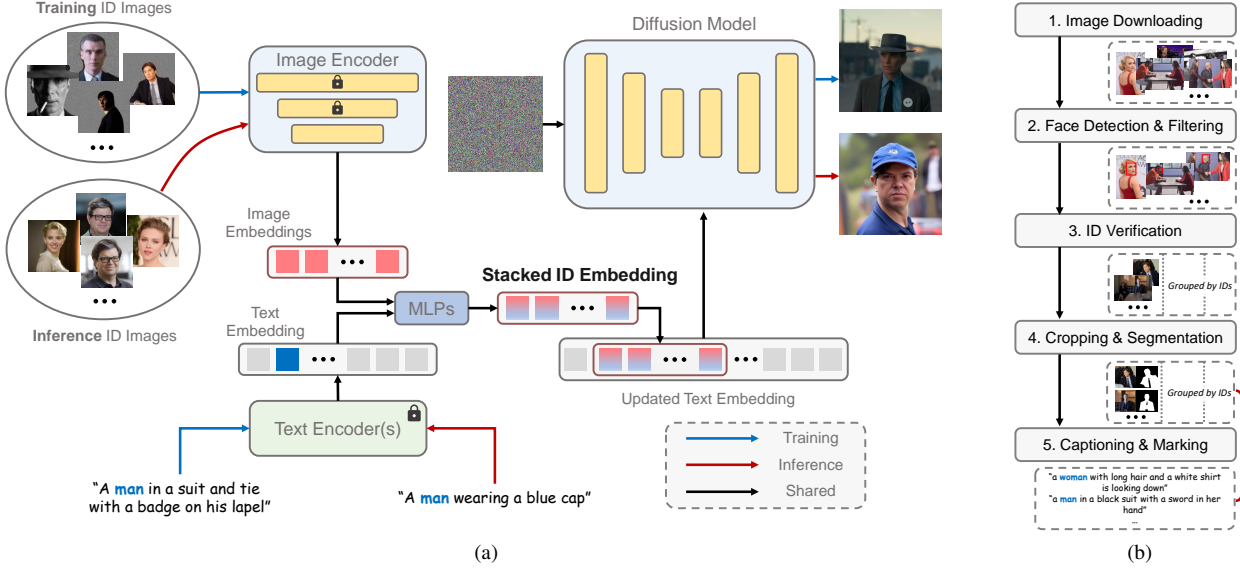 Training ID Images
•••
Inference ID Images
•••
Image Encoder
Image
Embeddings
•••
Text
Embedding
•••
Text Encoder(s)
"A man in a suit and tie
with a badge on his lapel"
"A man wearing a blue cap"
MLPs
Stacked ID Embedding
•••
Diffusion Model
•••
•••
Updated Text Embedding
Training
Inference
Shared
(a)
1. Image Downloading
•••
2. Face Detection & Filtering
•••
3. ID Verification
Grouped by IDs
•••
4. Cropping & Segmentation
Grouped by IDs
•••
5. Captioning & Marking
"a woman with long hair and a white shirt
is looking down"
"a man in a black suit with a sword in her
hand"
...
(b)